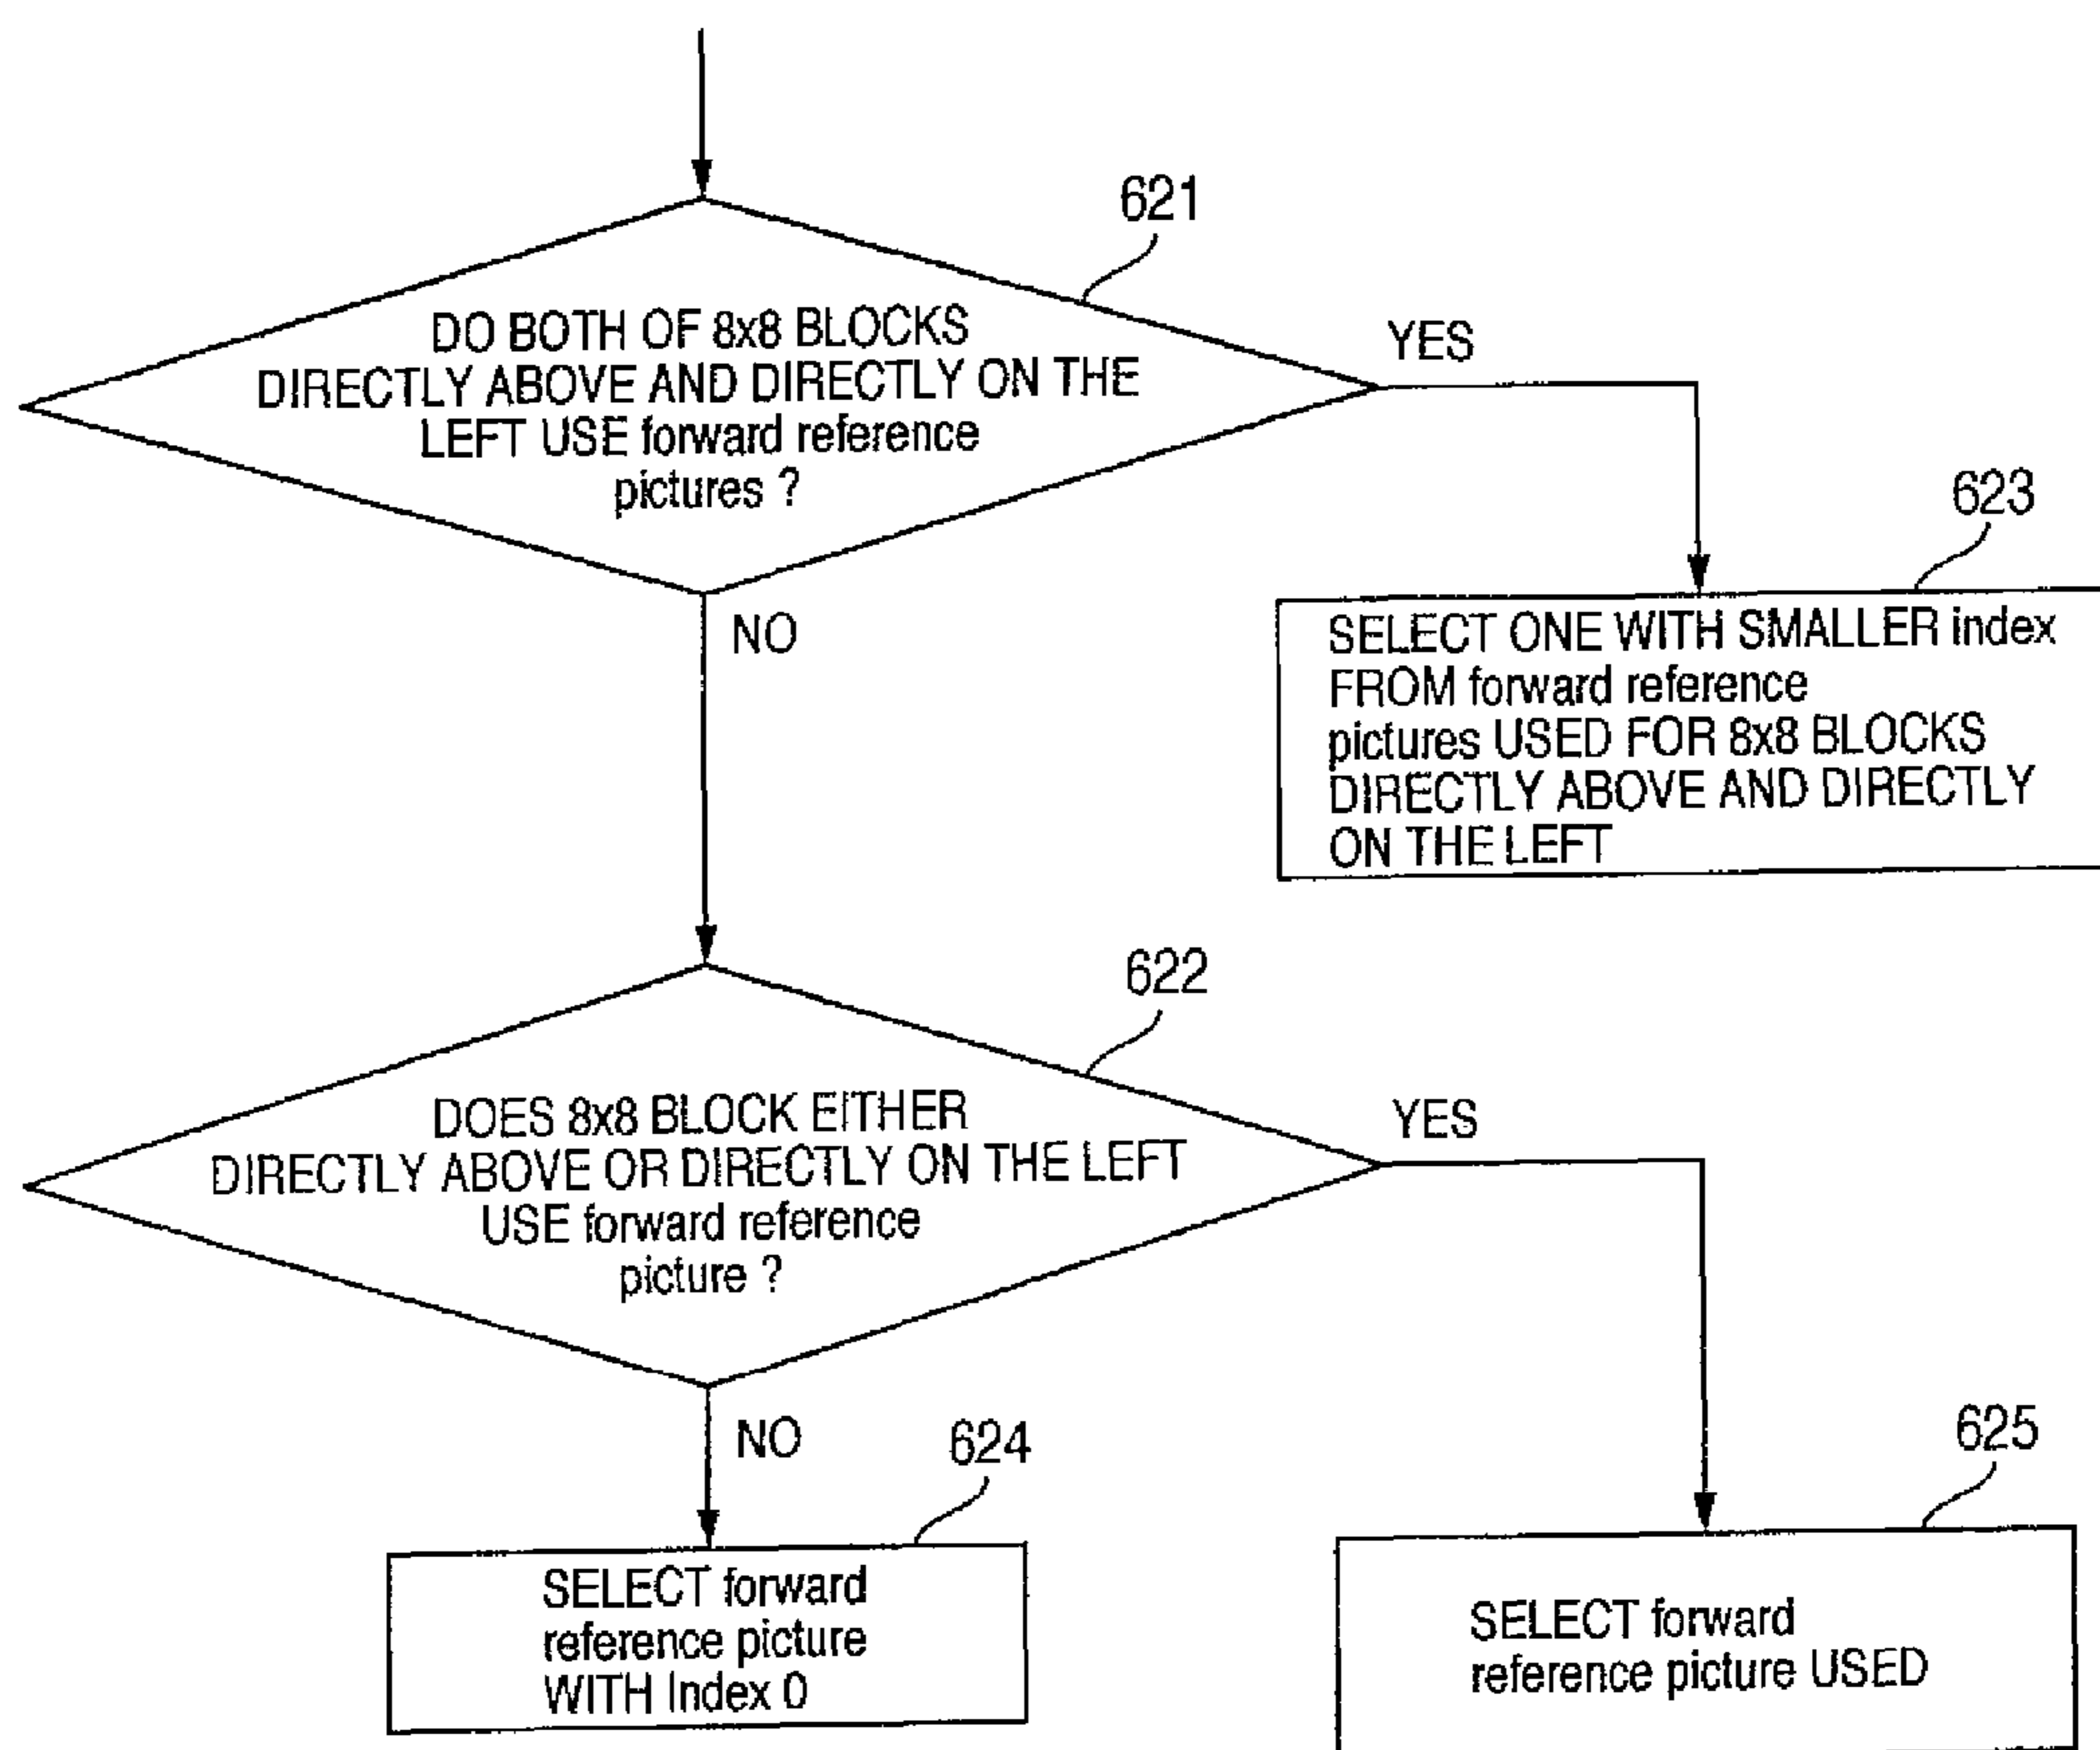 621
DO BOTH OF 8x8 BLOCKS
DIRECTLY ABOVE AND DIRECTLY ON THE
LEFT USE forward reference
pictures ?
YES
NO
623
SELECT ONE WITH SMALLER index
FROM forward reference
pictures USED FOR 8x8 BLOCKS
DIRECTLY ABOVE AND DIRECTLY
ON THE LEFT
622
DOES 8x8 BLOCK EITHER
DIRECTLY ABOVE OR DIRECTLY ON THE LEFT
USE forward reference
picture ?
YES
NO
624
SELECT forward
reference picture
WITH Index 0
625
SELECT forward
reference picture USED